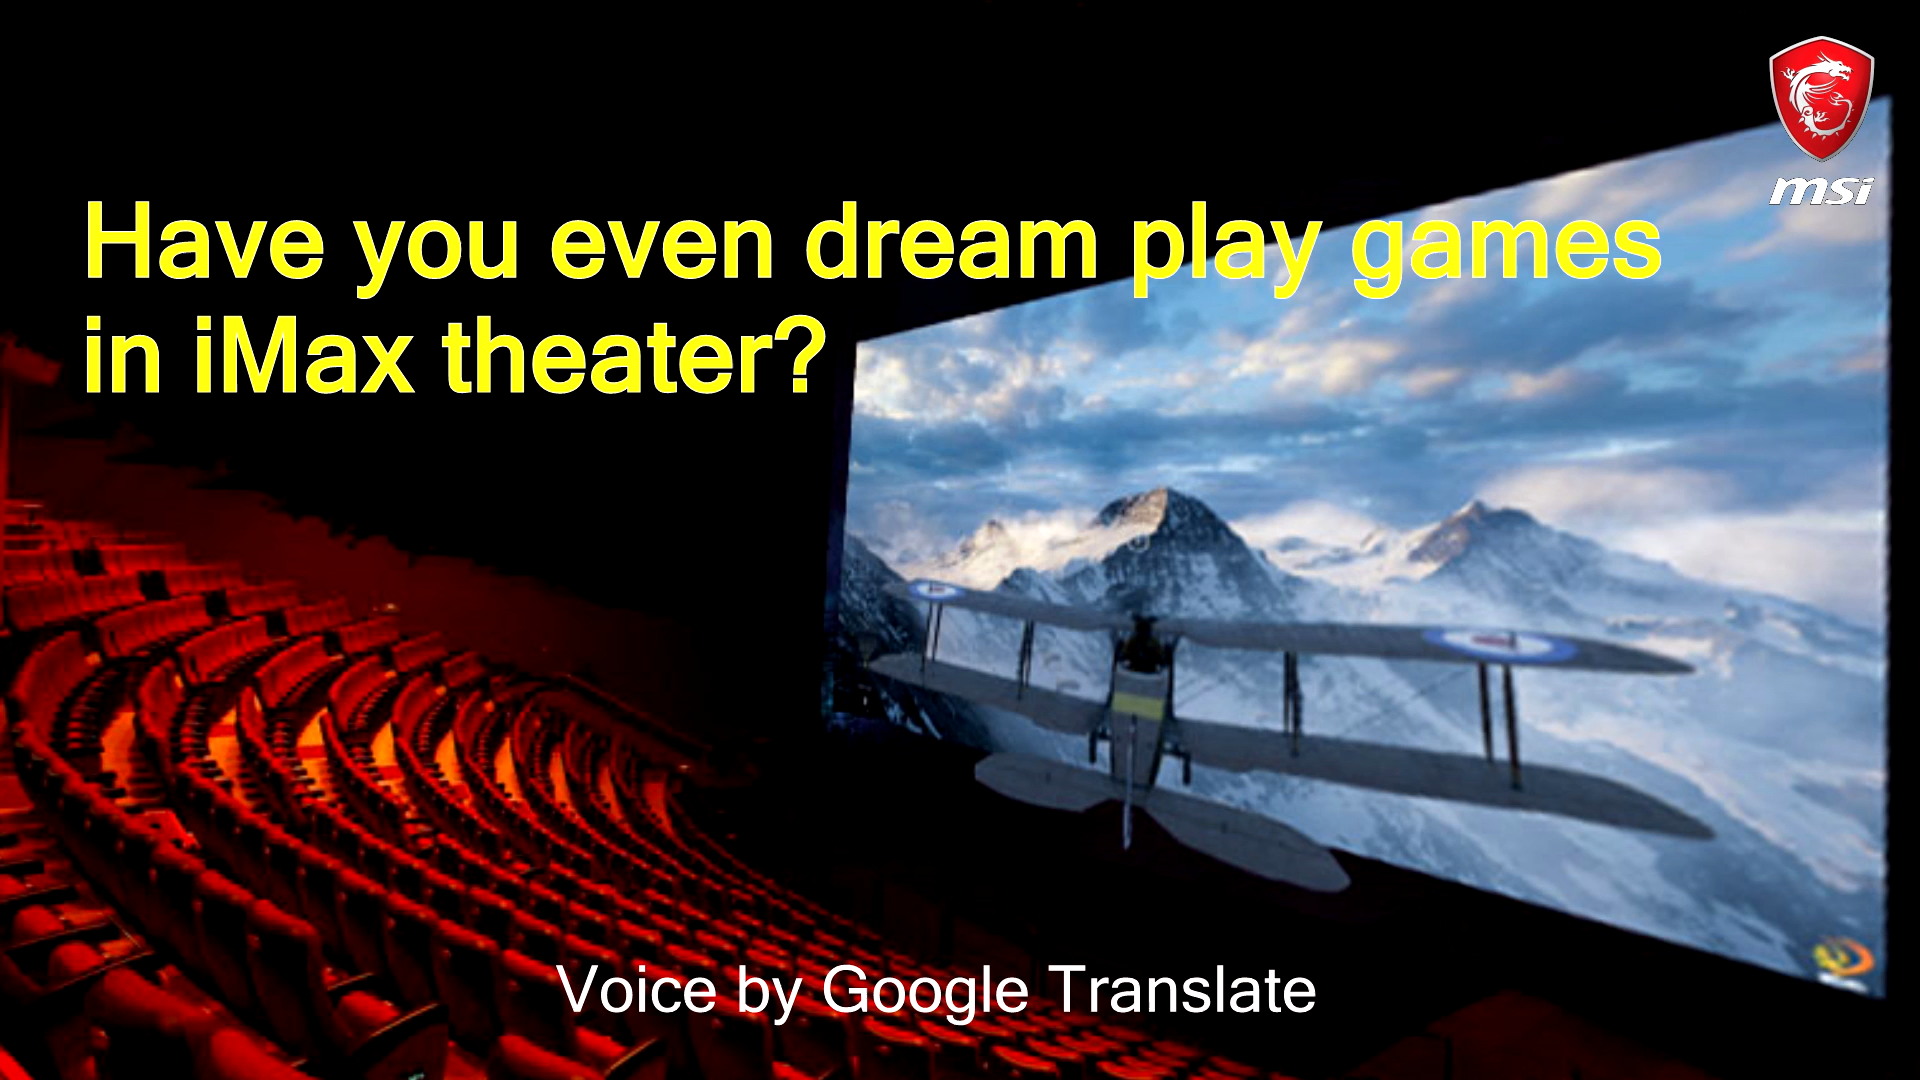 msi
Have you even dream play games
in iMax theater?
Voice by Google Translate